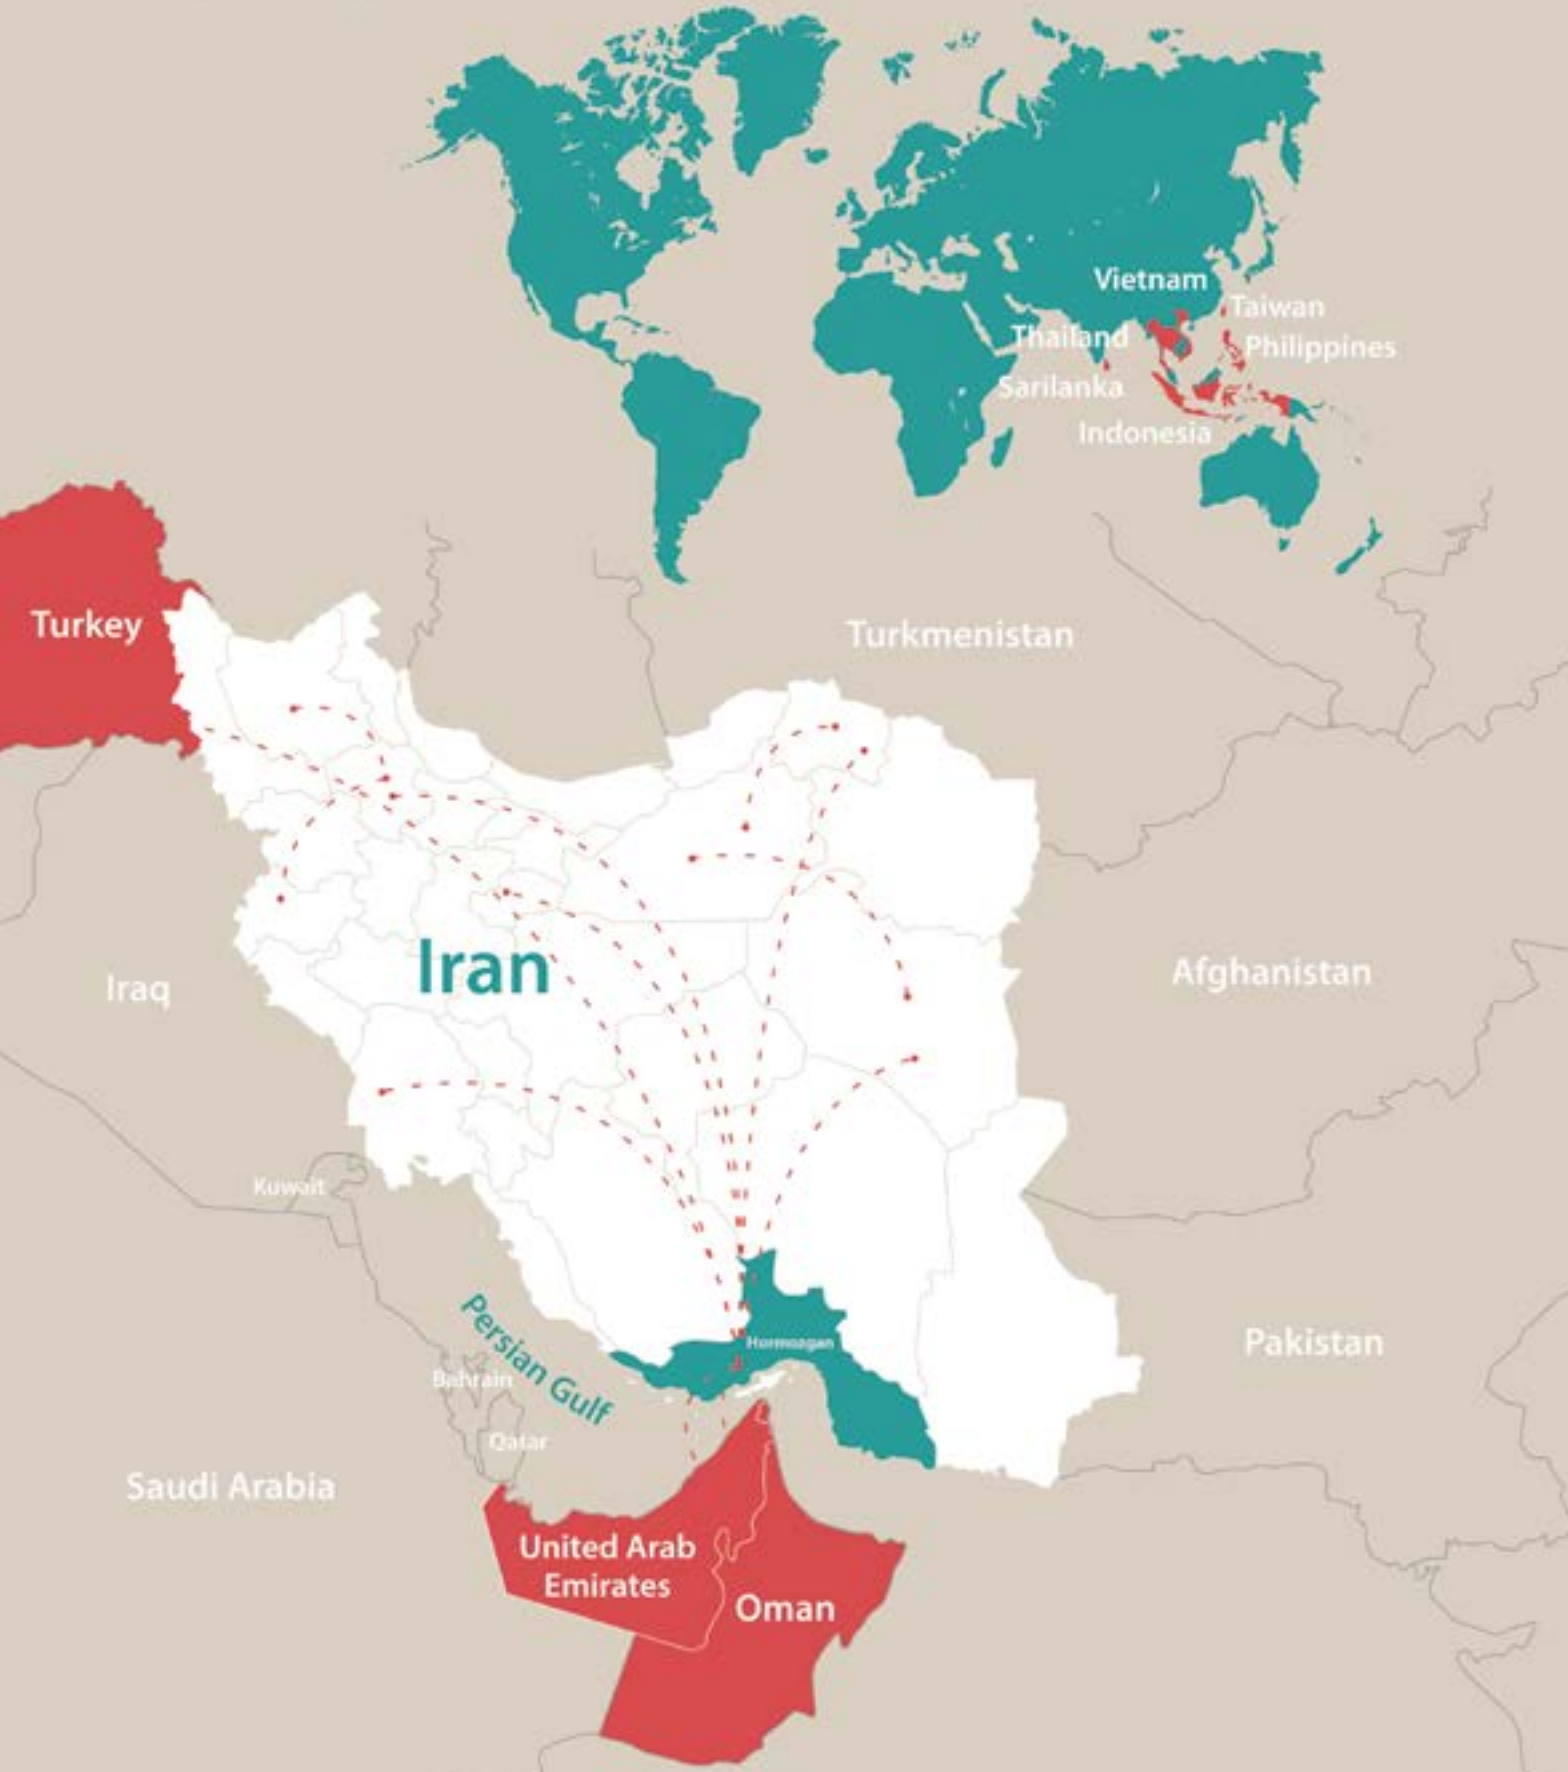 Vietnam
Taiwan
Thailand
Philippines
Sarilanka
Indonesia
Turkey
Turkmenistan
Iran
Iraq
Afghanistan
Kuwait
Persian Gulf
Hormozgan
Pakistan
Bahrain
Qatar
Saudi Arabia
United Arab
Emirates
Oman